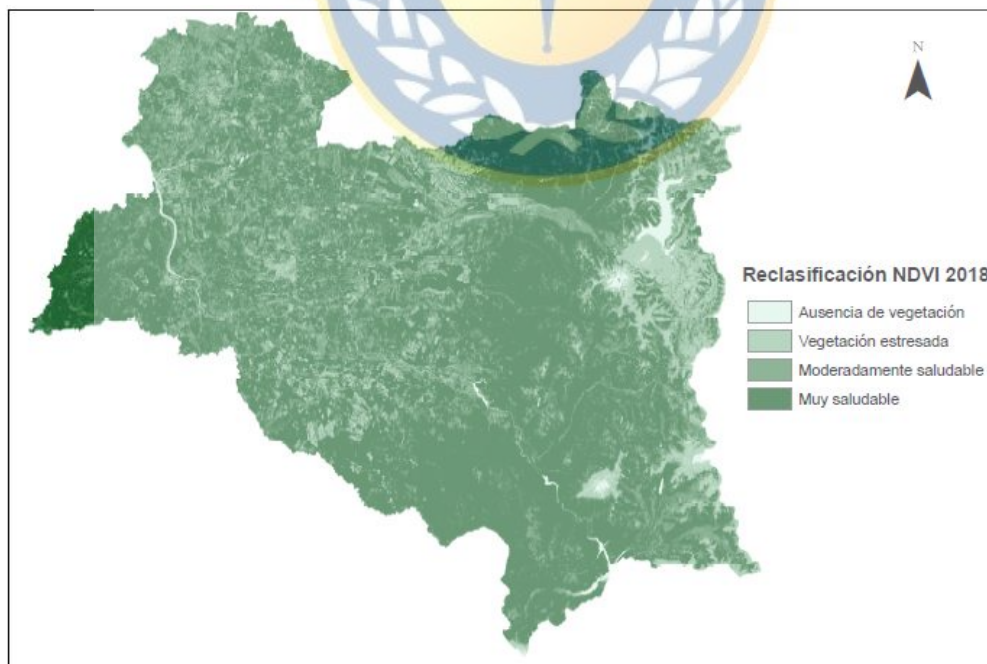 N
Reclasificación NDVI 2018
Ausencia de vegetación
Vegetación estresada
Moderadamente saludable
Muy saludable